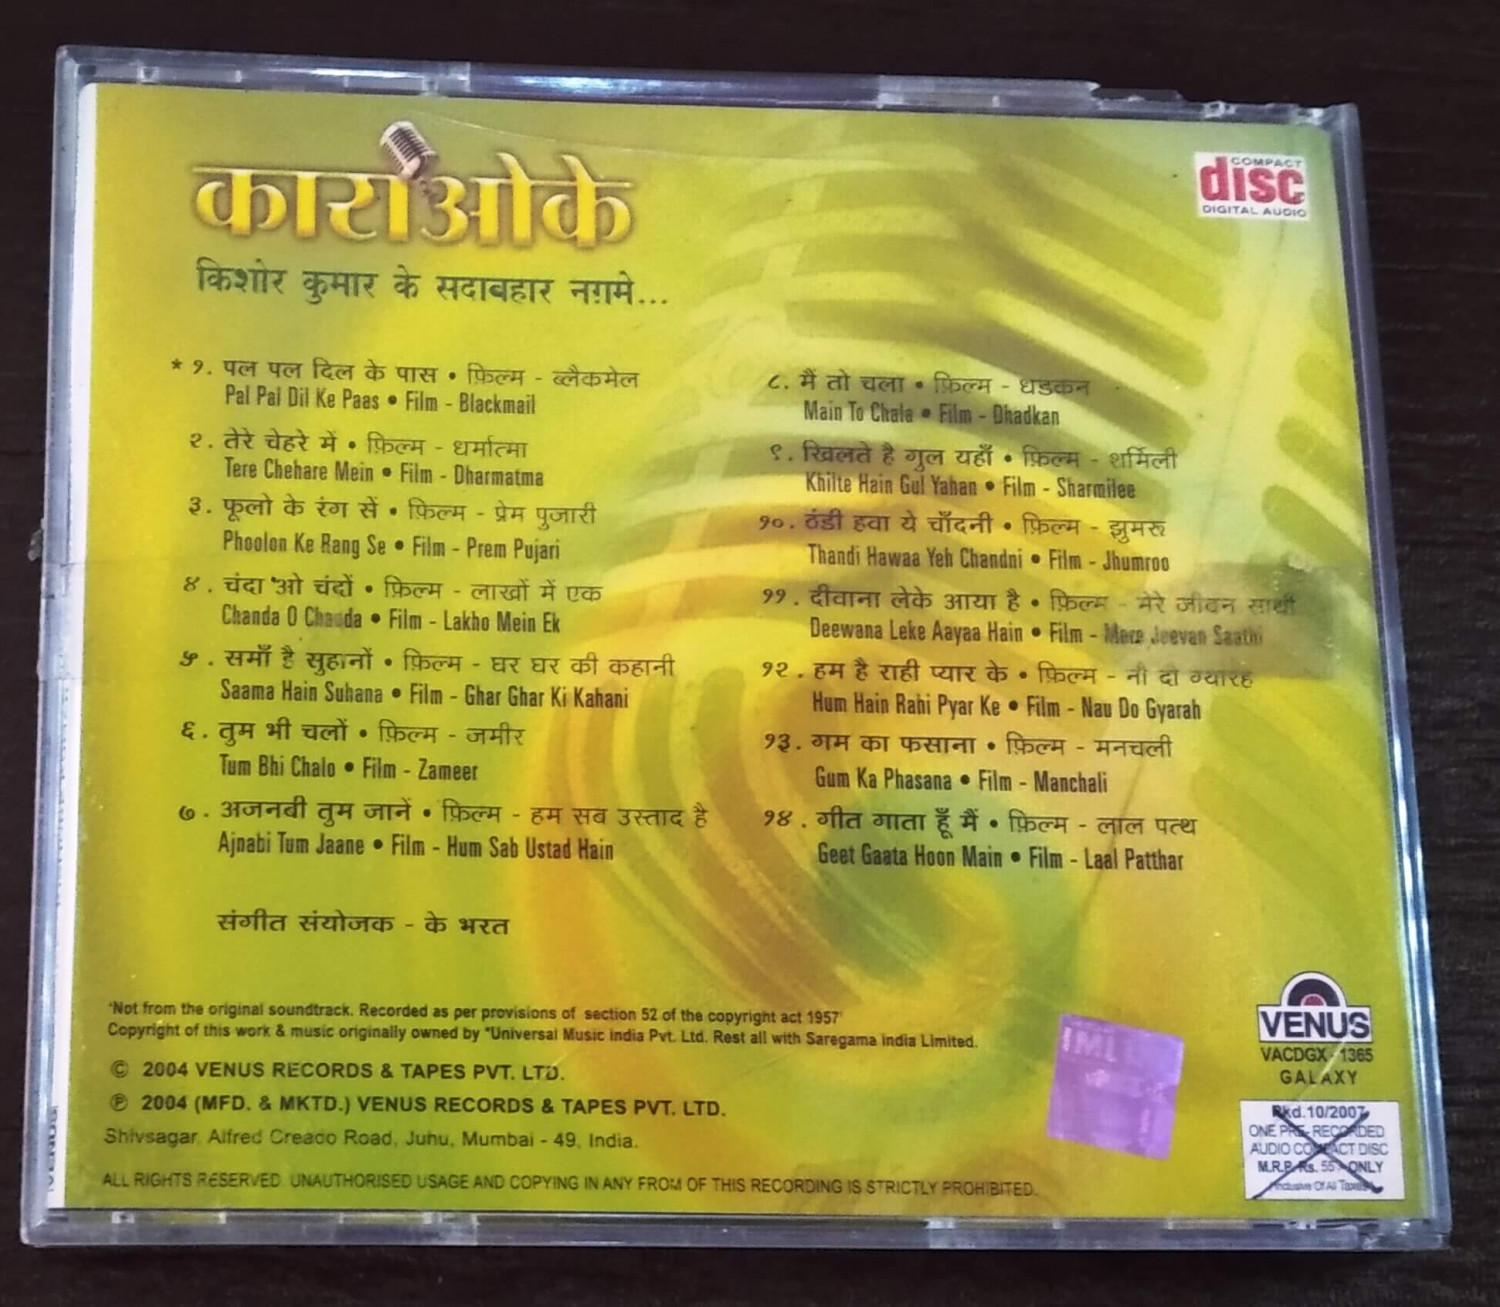 काराओके
किशोर कुमार के सदाबहार नग़मे...
COMPACT
disc
DIGITAL AUDIO
* १. पल पल दिल के पास • फ़िल्म - ब्लैकमेल
Pal Pal Dil Ke Paas • Film - Blackmail
२. तेरे चेहरे में • फ़िल्म - धर्मात्मा
Tere Chehare Mein • Film - Dharmatma
३. फूलो के रंग सें • फ़िल्म - प्रेम पुजारी
Phoolon Ke Rang Se • Film - Prem Pujari
४. चंदा ओ चंदों • फ़िल्म - लाखों में एक
Chanda O Chanda • Film - Lakho Mein Ek
५. समाँ है सुहानों • फ़िल्म - घर घर की कहानी
Saama Hain Suhana • Film - Ghar Ghar Ki Kahani
६. तुम भी चलों • फ़िल्म - जमीर
Tum Bhi Chalo • Film - Zameer
७. अजनबी तुम जानें • फ़िल्म - हम सब उस्ताद है
Ajnabi Tum Jaane • Film - Hum Sab Ustad Hain
८. मैं तो चला • फ़िल्म - धडकन
Main To Chala • Film - Dhadkan
९. खिलते है गुल यहाँ • फ़िल्म - शर्मिली
Khilte Hain Gul Yahan • Film - Sharmilee
१०. ठंडी हवा ये चाँदनी • फ़िल्म - झुमरू
Thandi Hawaa Yeh Chandni • Film - Jhumroo
११. दीवाना लेके आया है • फ़िल्म - मेरे जीवन साथी
Deewana Leke Aayaa Hain • Film - Mere Jeevan Saathi
१२. हम है राही प्यार के • फ़िल्म - नौ दो ग्यारह
Hum Hain Rahi Pyar Ke • Film - Nau Do Gyarah
१३. गम का फसाना • फ़िल्म - मनचली
Gum Ka Phasana • Film - Manchali
१४. गीत गाता हूँ मैं • फ़िल्म - लाल पत्थ
Geet Gaata Hoon Main • Film - Laal Patthar
संगीत संयोजक - के भरत
*Not from the original soundtrack. Recorded as per provisions of section 52 of the copyright act 1957'
Copyright of this work & music originally owned by *Universal Music India Pvt. Ltd. Rest all with Saregama India Limited.
© 2004 VENUS RECORDS & TAPES PVT. LTD.
℗ 2004 (MFD. & MKTD.) VENUS RECORDS & TAPES PVT. LTD.
Shivsagar, Alfred Creado Road, Juhu, Mumbai - 49, India.
ALL RIGHTS RESERVED. UNAUTHORISED USAGE AND COPYING IN ANY FROM OF THIS RECORDING IS STRICTLY PROHIBITED.
VENUS
VACDGX - 1365
GALAXY
Pkd.10/2007
ONE PRE- RECORDED
AUDIO COMPACT DISC
M.R.P. Rs. 55/- ONLY
(Inclusive Of All Taxes)
VENUS